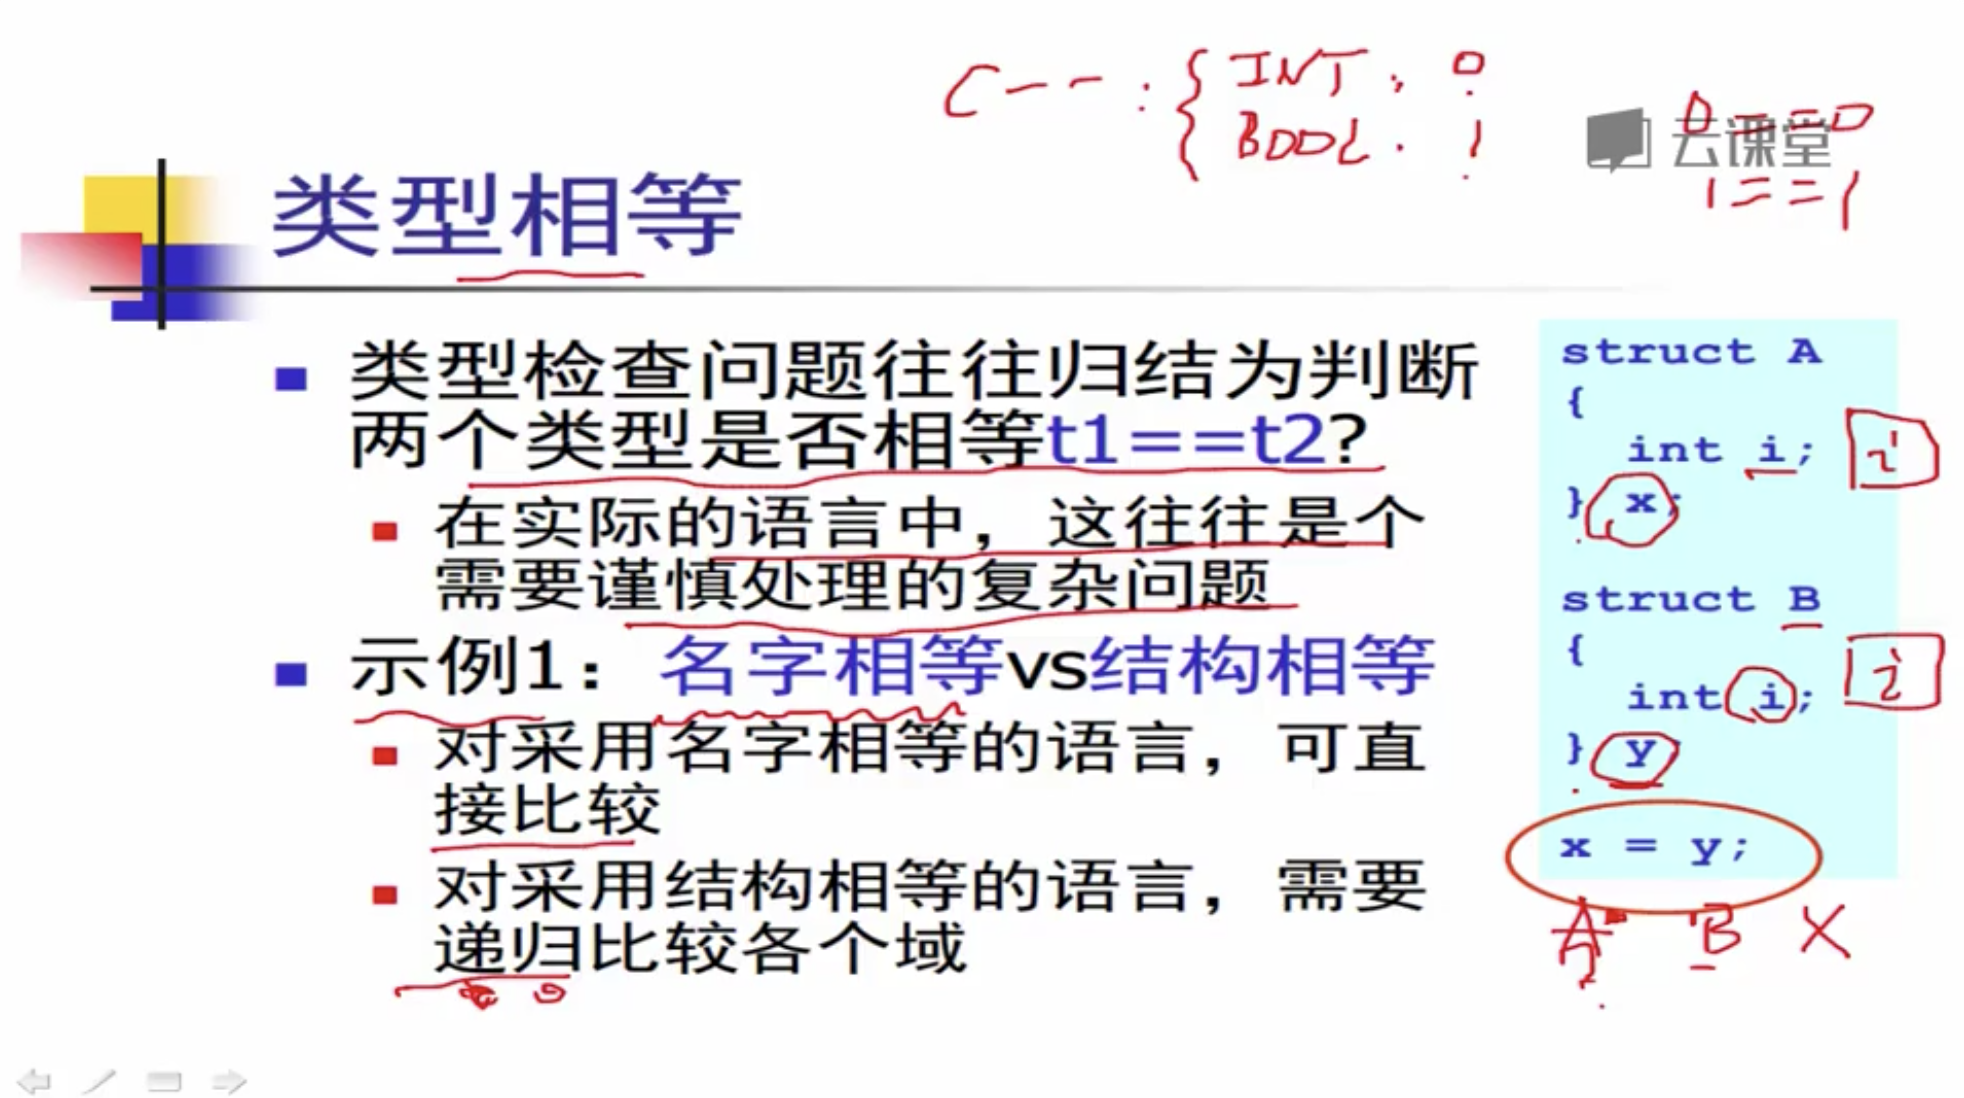 C--: { INT: 0
BOOL: 1
0==0
云课堂
1==1
类型相等
类型检查问题往往归结为判断
两个类型是否相等t1==t2?
在实际的语言中，这往往是个
需要谨慎处理的复杂问题
示例1：名字相等vs结构相等
对采用名字相等的语言，可直
接比较
对采用结构相等的语言，需要
递归比较各个域
struct A
{
int i; i
} x;
struct B
{
int i; i
} y;
x = y;
A B X